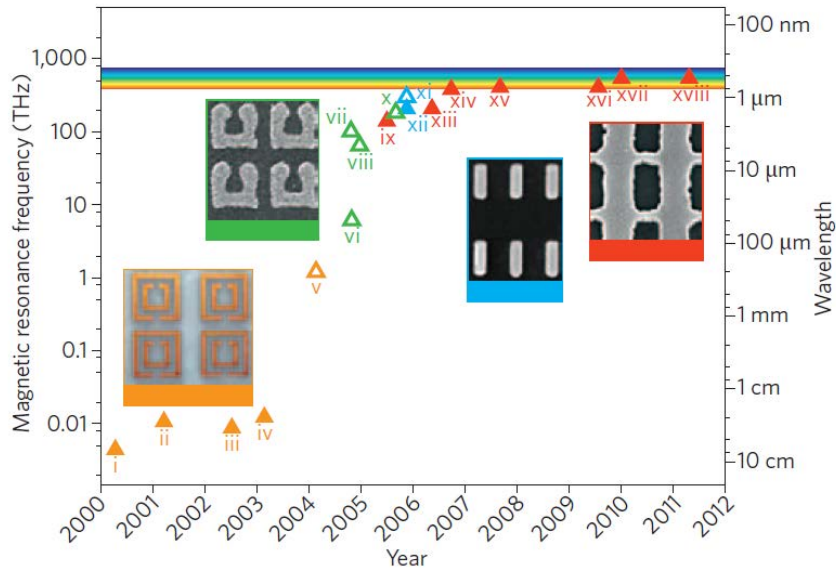 Magnetic resonance frequency (THz)
1,000
100
10
1
0.1
0.01
100 nm
1 μm
10 μm
100 μm
1 mm
1 cm
10 cm
Wavelength
i
ii
iii
iv
v
vi
vii
viii
ix
x
xi
xii
xiii
xiv
xv
xvi
xvii
xviii
2000
2001
2002
2003
2004
2005
2006
2007
2008
2009
2010
2011
2012
Year